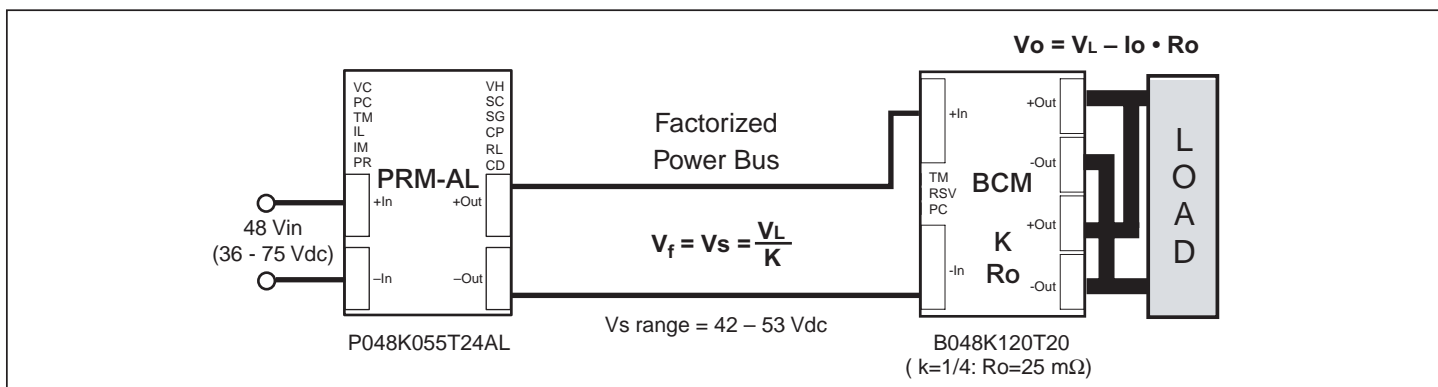 Vo = VL – Io • Ro
VC
PC
TM
IL
IM
PR
VH
SC
SG
CP
RL
CD
PRM-AL
+In
+Out
–In
–Out
48 Vin
(36 - 75 Vdc)
P048K055T24AL
Factorized
Power Bus
Vf = Vs = VL
K
Vs range = 42 – 53 Vdc
+In
TM
RSV
PC
-In
BCM
K
Ro
+Out
-Out
+Out
-Out
B048K120T20
( k=1/4: Ro=25 mΩ)
L
O
A
D